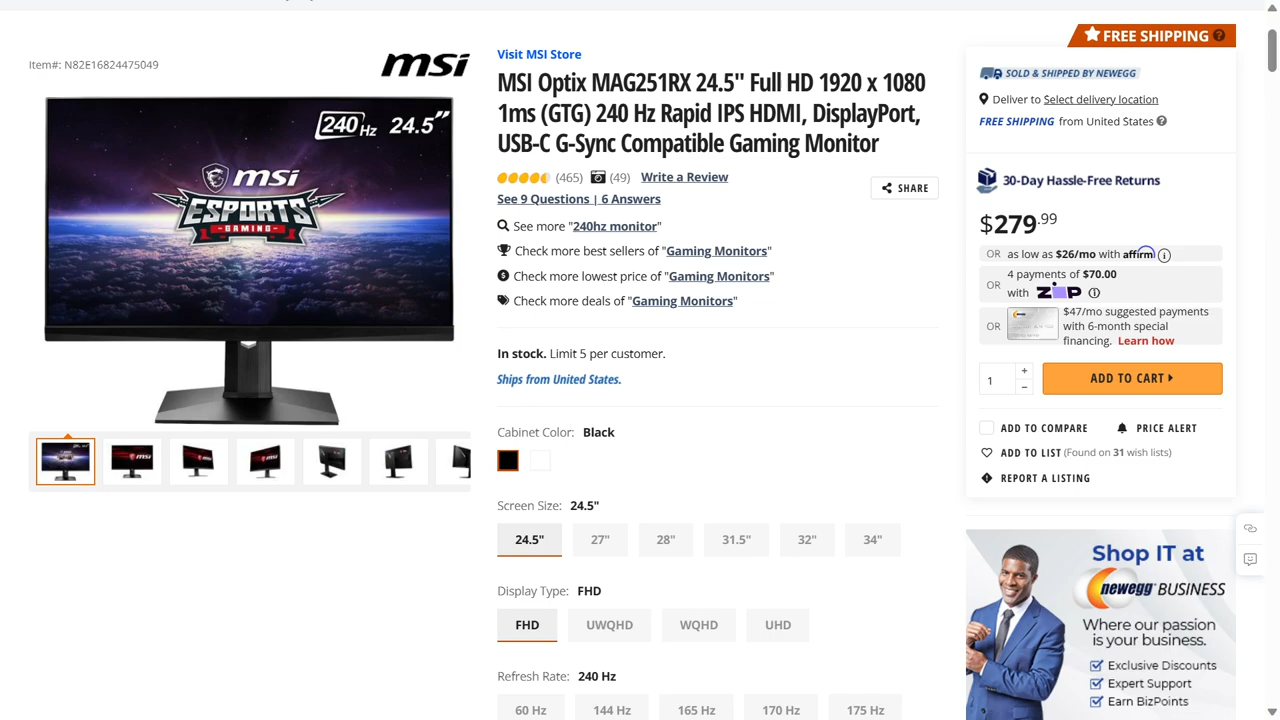 Item#: N82E16824475049
msi
240 Hz 24.5”
msi
ESPORTS
GAMING
Visit MSI Store
MSI Optix MAG251RX 24.5" Full HD 1920 x 1080
1ms (GTG) 240 Hz Rapid IPS HDMI, DisplayPort,
USB-C G-Sync Compatible Gaming Monitor
(465) (49) Write a Review
See 9 Questions | 6 Answers
SHARE
See more "240hz monitor"
Check more best sellers of "Gaming Monitors"
Check more lowest price of "Gaming Monitors"
Check more deals of "Gaming Monitors"
In stock. Limit 5 per customer.
Ships from United States.
Cabinet Color: Black
Screen Size: 24.5"
24.5" 27" 28" 31.5" 32" 34"
Display Type: FHD
FHD UWQHD WQHD UHD
Refresh Rate: 240 Hz
60 Hz 144 Hz 165 Hz 170 Hz 175 Hz
FREE SHIPPING ?
SOLD & SHIPPED BY NEWEGG
Deliver to Select delivery location
FREE SHIPPING from United States ?
30-Day Hassle-Free Returns
$279.99
OR as low as $26/mo with affirm
OR 4 payments of $70.00
with ZIP
OR $47/mo suggested payments
with 6-month special
financing. Learn how
1 + −
ADD TO CART
ADD TO COMPARE PRICE ALERT
ADD TO LIST (Found on 31 wish lists)
REPORT A LISTING
Shop IT at
newegg BUSINESS
Where our passion
is your business.
Exclusive Discounts
Expert Support
Earn BizPoints